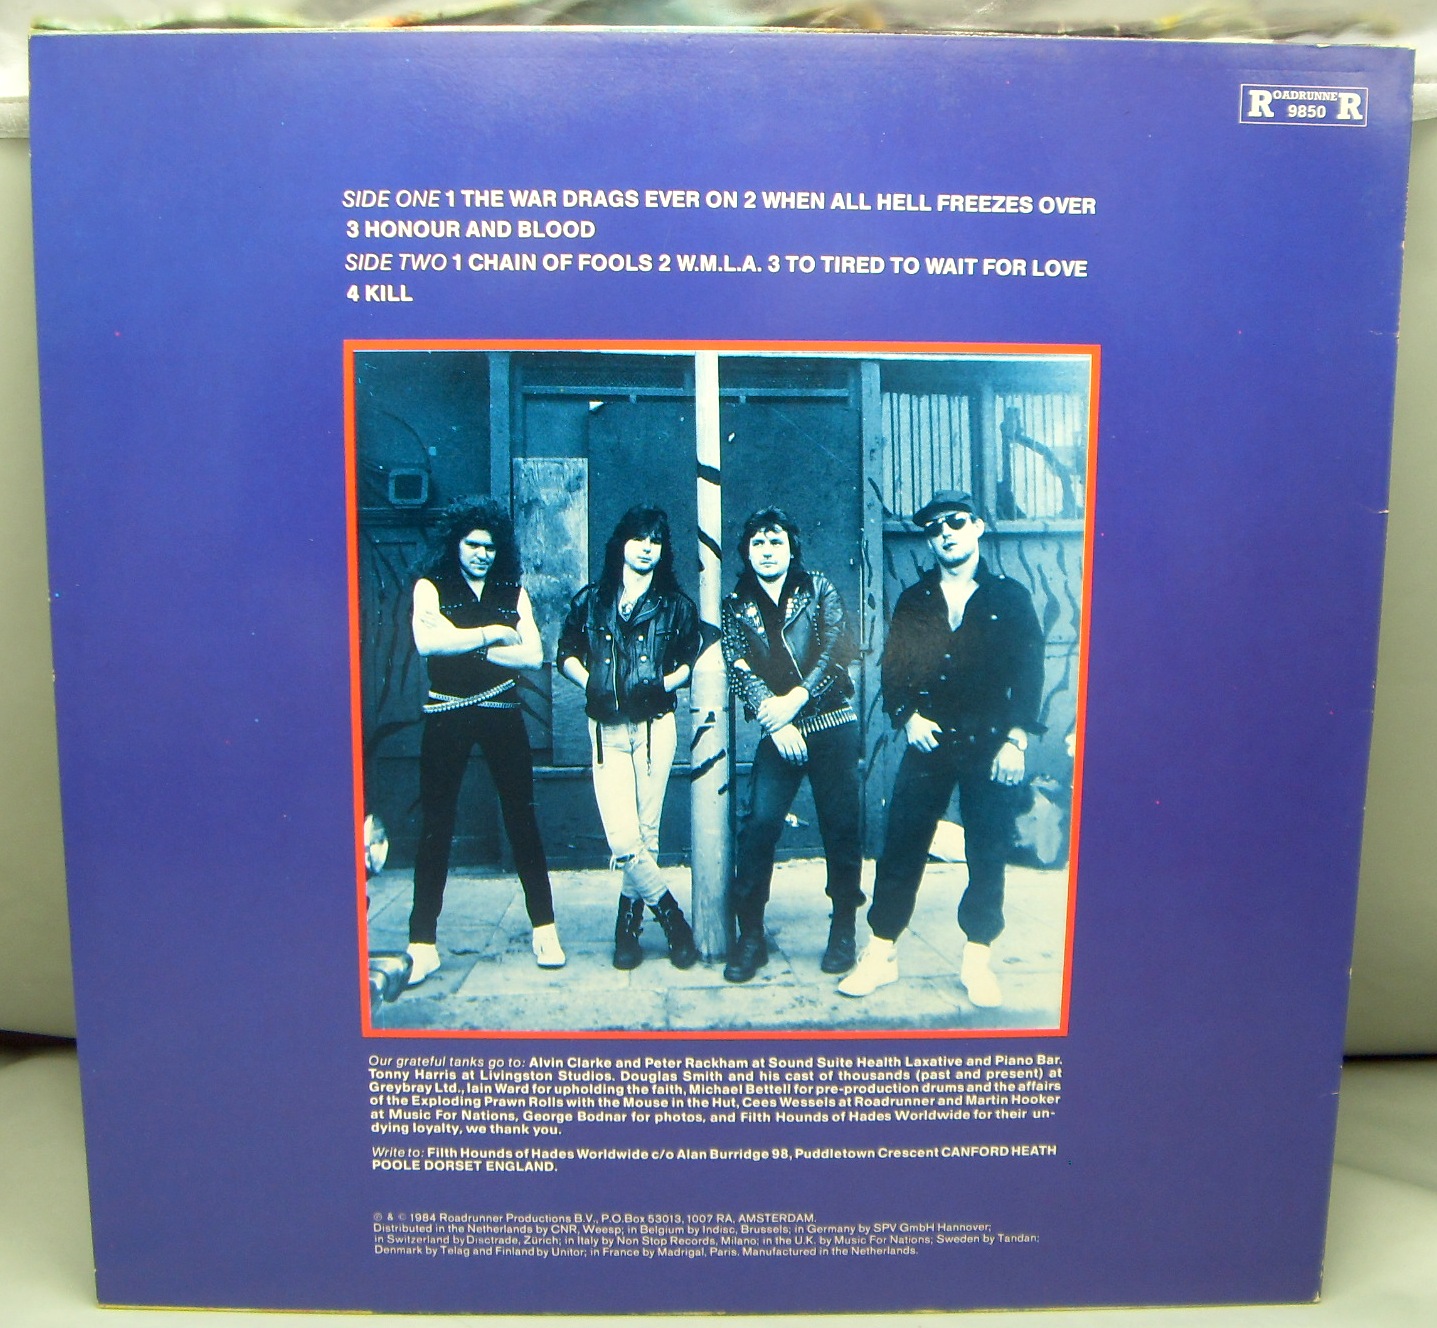 ROADRUNNER
9850
SIDE ONE 1 THE WAR DRAGS EVER ON 2 WHEN ALL HELL FREEZES OVER
3 HONOUR AND BLOOD
SIDE TWO 1 CHAIN OF FOOLS 2 W.M.L.A. 3 TO TIRED TO WAIT FOR LOVE
4 KILL
Our grateful tanks go to: Alvin Clarke and Peter Rackham at Sound Suite Health Laxative and Piano Bar.
Tonny Harris at Livingston Studios. Douglas Smith and his cast of thousands (past and present) at
Greybray Ltd., Iain Ward for upholding the faith, Michael Bettell for pre-production drums and the affairs
of the Exploding Prawn Rolls with the Mouse in the Hut, Cees Wessels at Roadrunner and Martin Hooker
at Music For Nations, George Bodnar for photos, and Filth Hounds of Hades Worldwide for their un-
dying loyalty, we thank you.
Write to: Filth Hounds of Hades Worldwide c/o Alan Burridge 98, Puddletown Crescent CANFORD HEATH
POOLE DORSET ENGLAND.
℗ & © 1984 Roadrunner Productions B.V., P.O.Box 53013, 1007 RA, AMSTERDAM.
Distributed in the Netherlands by CNR, Weesp; in Belgium by Indisc, Brussels; in Germany by SPV GmbH Hannover;
in Switzerland by Disctrade, Zürich; in Italy by Non Stop Records, Milano; in the U.K. by Music For Nations; Sweden by Tandan;
Denmark by Telag and Finland by Unitor; in France by Madrigal, Paris. Manufactured in the Netherlands.